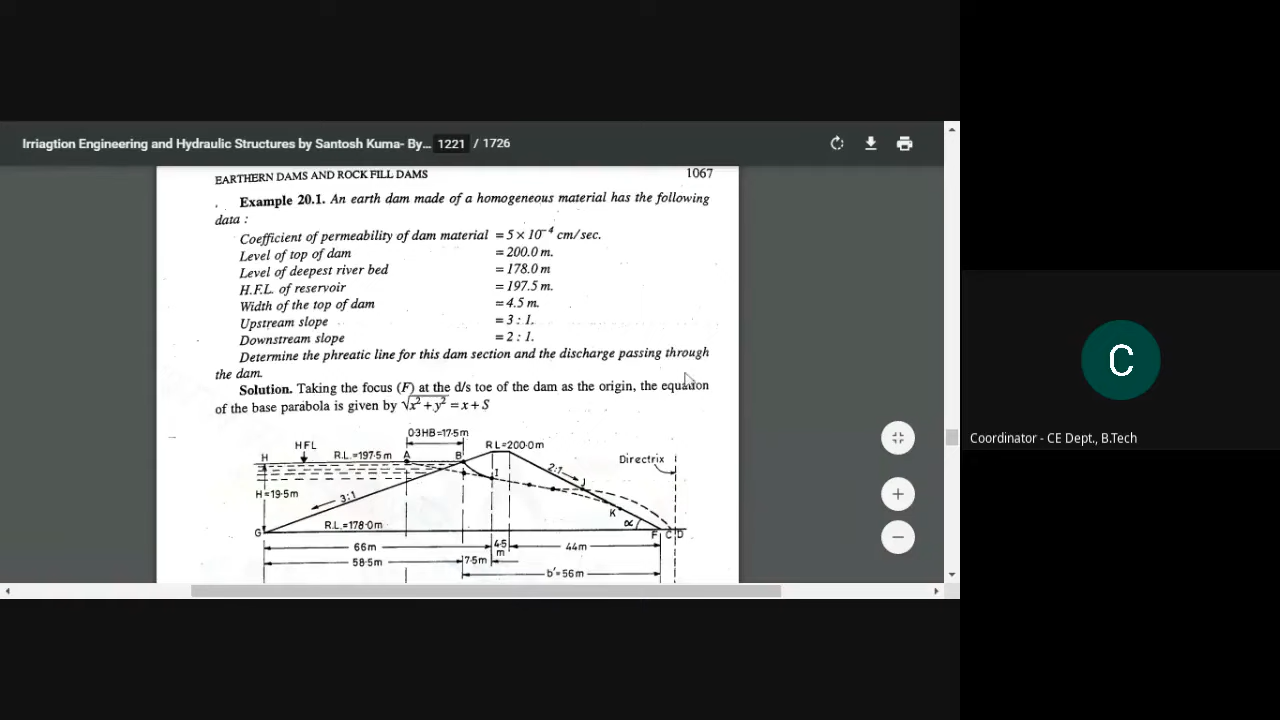 Irriagtion Engineering and Hydraulic Structures by Santosh Kuma- By... 1221 / 1726
EARTHERN DAMS AND ROCK FILL DAMS 1067
Example 20.1. An earth dam made of a homogeneous material has the following
data :
Coefficient of permeability of dam material = 5 × 10⁻⁴ cm/sec.
Level of top of dam = 200.0 m.
Level of deepest river bed = 178.0 m
H.F.L. of reservoir = 197.5 m.
Width of the top of dam = 4.5 m.
Upstream slope = 3 : 1.
Downstream slope = 2 : 1.
Determine the phreatic line for this dam section and the discharge passing through
the dam.
Solution. Taking the focus (F) at the d/s toe of the dam as the origin, the equation
of the base parabola is given by √x² + y² = x + S
0·3HB=17·5m
H HFL R.L.=197·5m A B RL=200·0m
Directrix
2:1
I J
H=19·5m 3:1
K
G R.L.=178·0m α F C D
66m 4·5 m 44m
58·5m 7·5m
b'=56m
C
Coordinator - CE Dept., B.Tech